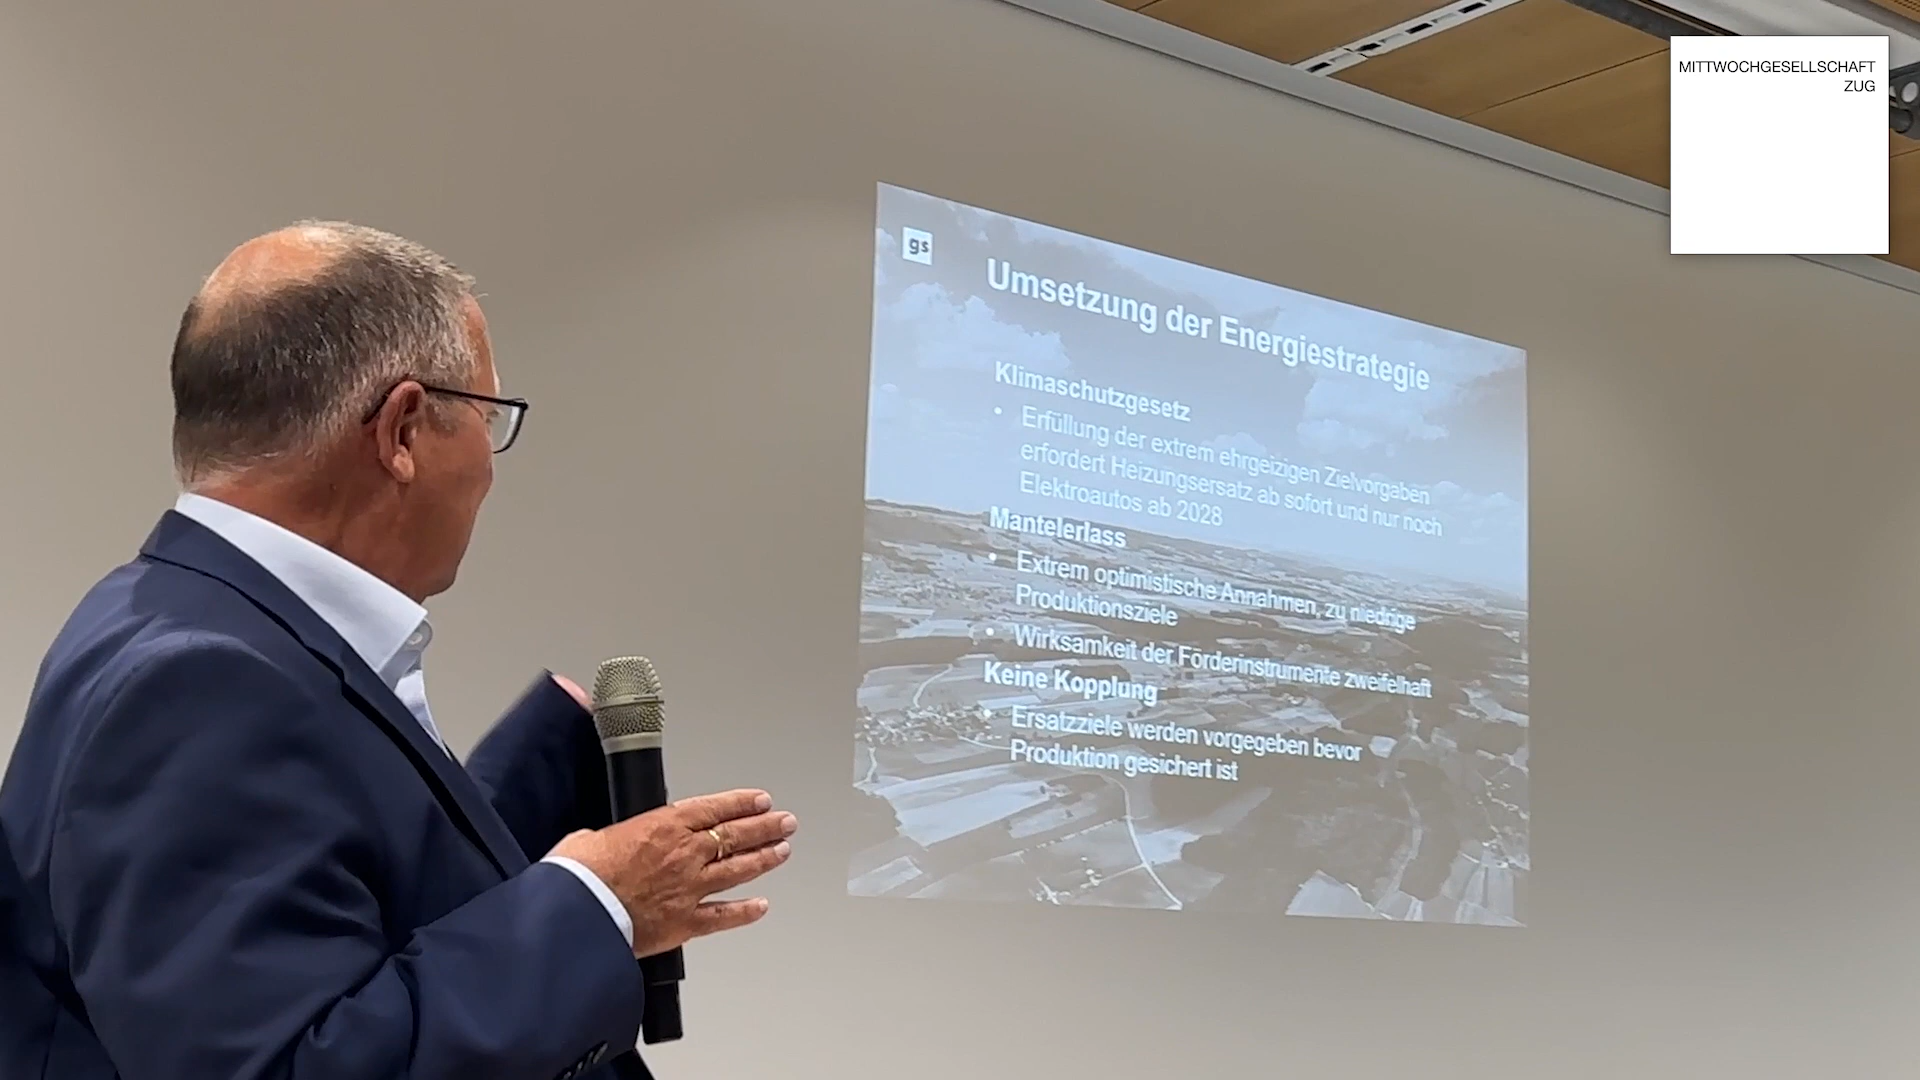 MITTWOCHGESELLSCHAFT
ZUG
gs
Umsetzung der Energiestrategie
Klimaschutzgesetz
• Erfüllung der extrem ehrgeizigen Zielvorgaben
erfordert Heizungsersatz ab sofort und nur noch
Elektroautos ab 2028
Mantelerlass
• Extrem optimistische Annahmen, zu niedrige
Produktionsziele
• Wirksamkeit der Förderinstrumente zweifelhaft
Keine Kopplung
• Ersatzziele werden vorgegeben bevor
Produktion gesichert ist